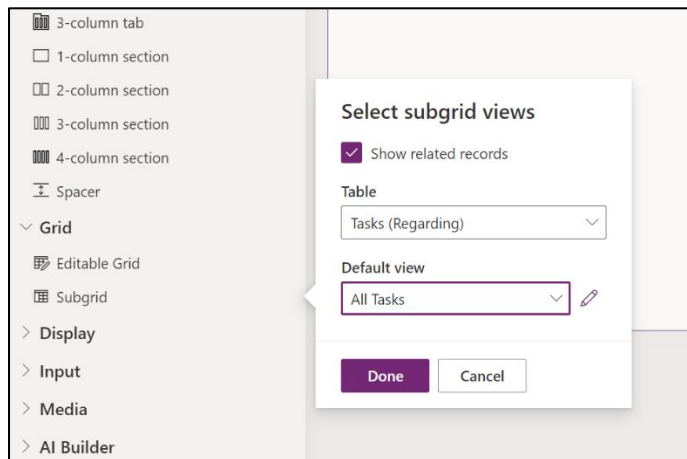 3-column tab
1-column section
2-column section
3-column section
4-column section
Spacer
Grid
Editable Grid
Subgrid
Display
Input
Media
AI Builder
Select subgrid views
Show related records
Table
Tasks (Regarding)
Default view
All Tasks
Done
Cancel